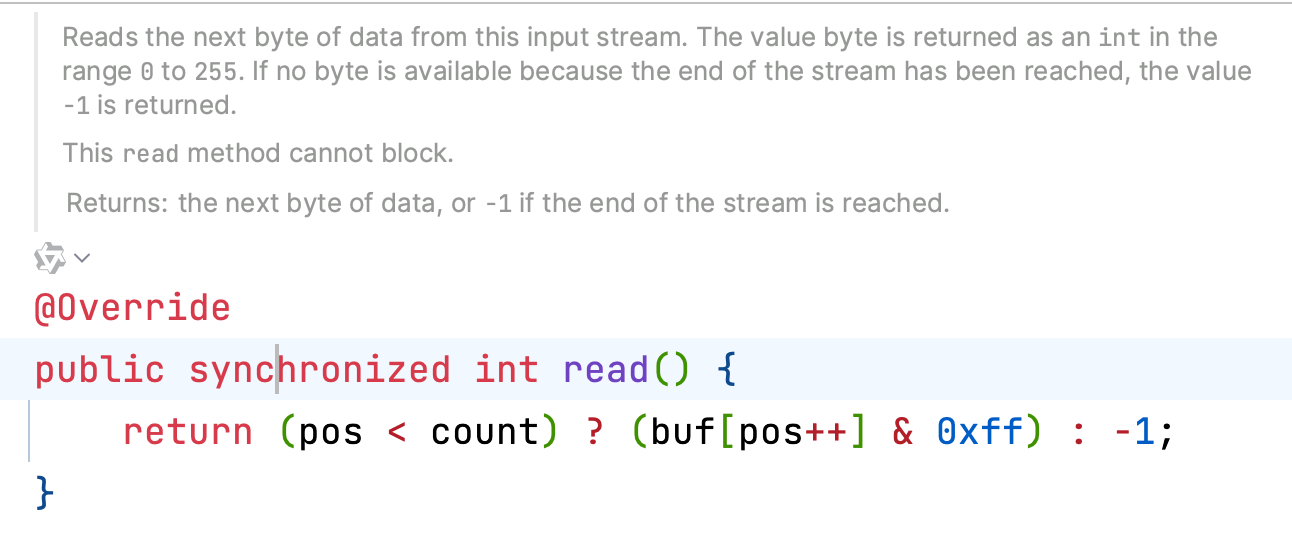 Reads the next byte of data from this input stream. The value byte is returned as an int in the
range 0 to 255. If no byte is available because the end of the stream has been reached, the value
-1 is returned.
This read method cannot block.
Returns: the next byte of data, or -1 if the end of the stream is reached.
@Override
public synchronized int read() {
    return (pos < count) ? (buf[pos++] & 0xff) : -1;
}